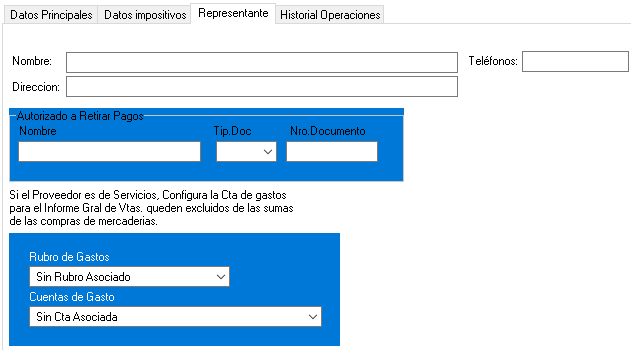 Datos Principales Datos impositivos Representante Historial Operaciones
Nombre: Teléfonos:
Direccion:
Autorizado a Retirar Pagos
Nombre Tip.Doc Nro.Documento
Si el Proveedor es de Servicios, Configura la Cta de gastos
para el Informe Gral de Vtas. queden excluidos de las sumas
de las compras de mercaderias.
Rubro de Gastos
Sin Rubro Asociado
Cuentas de Gasto
Sin Cta Asociada